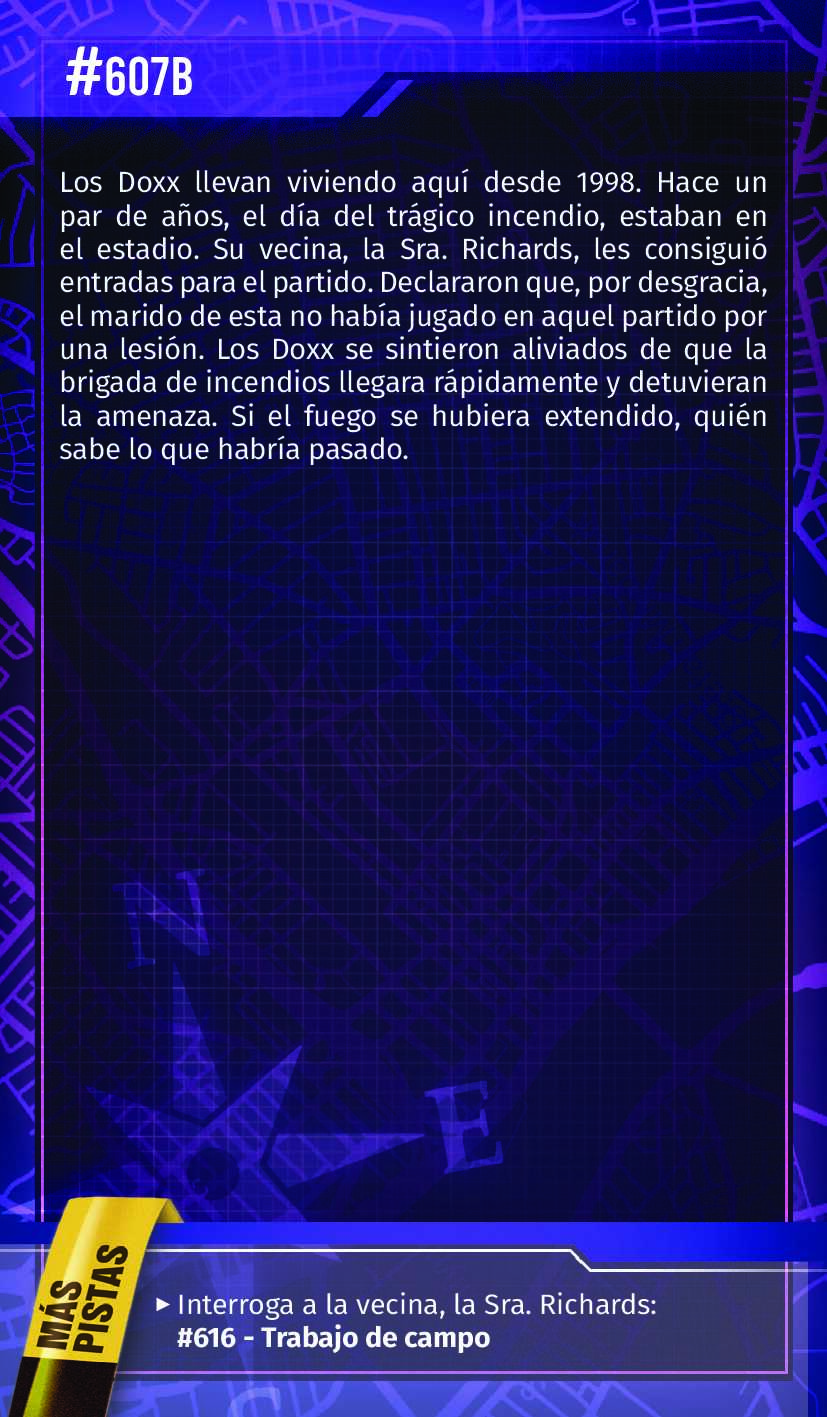 #607B
Los Doxx llevan viviendo aquí desde 1998. Hace un
par de años, el día del trágico incendio, estaban en
el estadio. Su vecina, la Sra. Richards, les consiguió
entradas para el partido. Declararon que, por desgracia,
el marido de esta no había jugado en aquel partido por
una lesión. Los Doxx se sintieron aliviados de que la
brigada de incendios llegara rápidamente y detuvieran
la amenaza. Si el fuego se hubiera extendido, quién
sabe lo que habría pasado.
N
E
MÁS
PISTAS
▸ Interroga a la vecina, la Sra. Richards:
#616 - Trabajo de campo